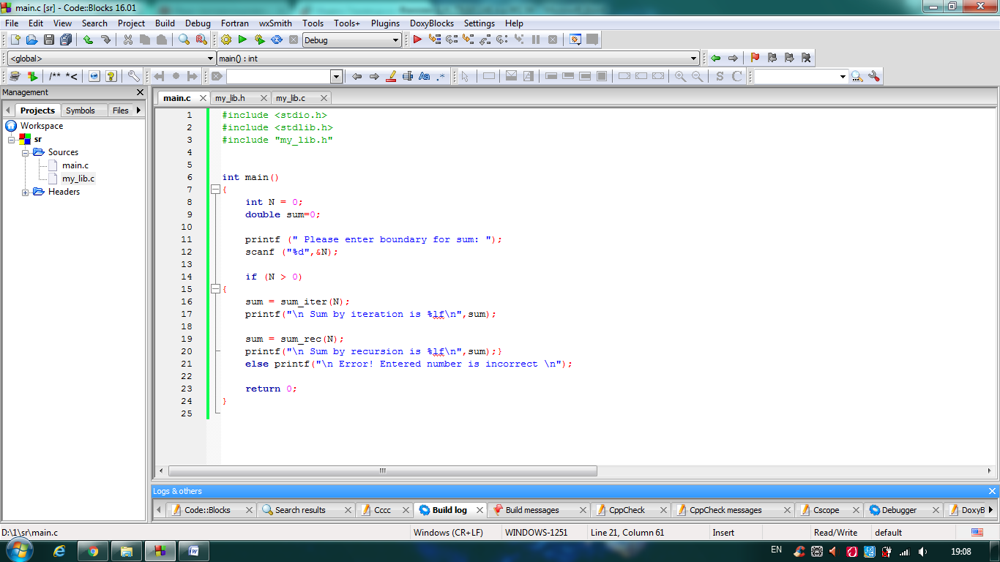 main.c [sr] - Code::Blocks 16.01
File Edit View Search Project Build Debug Fortran wxSmith Tools Tools+ Plugins DoxyBlocks Settings Help
Debug
<global> main() : int
/** *<
Aa .*
S C
Management
Projects Symbols Files
Workspace
sr
Sources
main.c
my_lib.c
Headers
main.c my_lib.h my_lib.c
1 #include <stdio.h>
2 #include <stdlib.h>
3 #include "my_lib.h"
4
5
6 int main()
7 {
8 int N = 0;
9 double sum=0;
10
11 printf (" Please enter boundary for sum: ");
12 scanf ("%d",&N);
13
14 if (N > 0)
15 {
16 sum = sum_iter(N);
17 printf("\n Sum by iteration is %lf\n",sum);
18
19 sum = sum_rec(N);
20 printf("\n Sum by recursion is %lf\n",sum);}
21 else printf("\n Error! Entered number is incorrect \n");
22
23 return 0;
24 }
25
Logs & others
Code::Blocks Search results Cccc Build log Build messages CppCheck CppCheck messages Cscope Debugger DoxyB
D:\1\sr\main.c Windows (CR+LF) WINDOWS-1251 Line 21, Column 61 Insert Read/Write default
EN 19:08